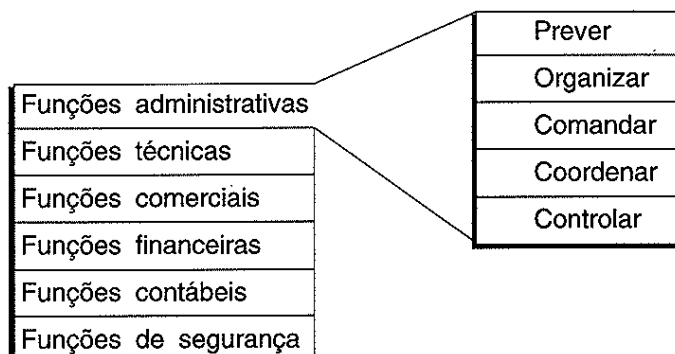 Funções administrativas
Funções técnicas
Funções comerciais
Funções financeiras
Funções contábeis
Funções de segurança
Prever
Organizar
Comandar
Coordenar
Controlar